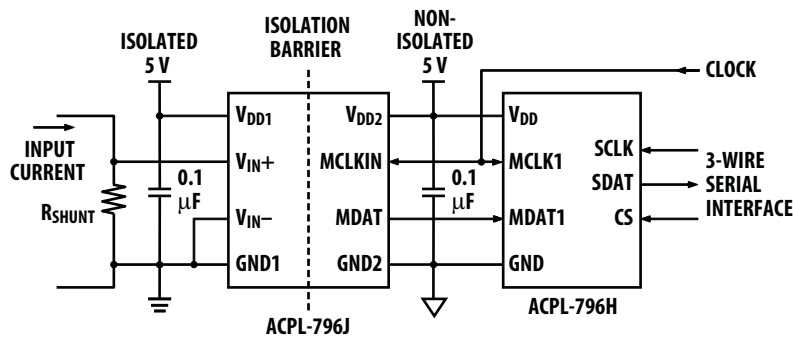 ISOLATED
5 V
ISOLATION
BARRIER
NON-
ISOLATED
5 V
CLOCK
INPUT
CURRENT
RSHUNT
0.1
μF
VDD1
VIN+
VIN–
GND1
VDD2
MCLKIN
MDAT
GND2
ACPL-796J
0.1
μF
VDD
MCLK1
MDAT1
GND
SCLK
SDAT
CS
ACPL-796H
3-WIRE
SERIAL
INTERFACE